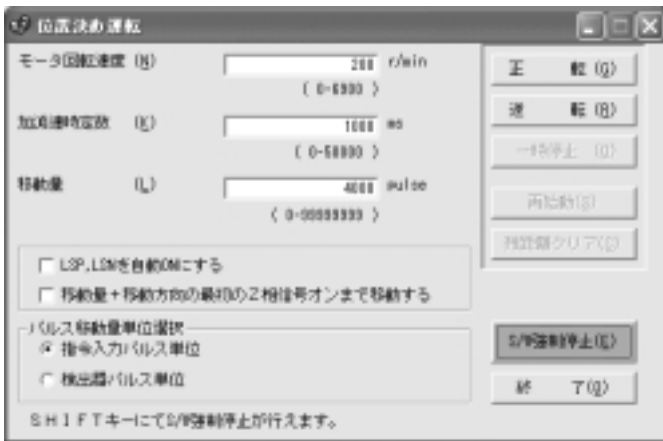 位置決め運転
モータ回転速度 (N) 200 r/min
( 0-6900 )
加減速時定数 (K) 1000 ms
( 0-50000 )
移動量 (L) 4000 pulse
( 0-99999999 )
LSP,LSNを自動ONにする
移動量+移動方向の最初のZ相信号オンまで移動する
パルス移動量単位選択
指令入力パルス単位
検出器パルス単位
SHIFTキーにてS/W強制停止が行えます。
正 転 (G)
逆 転 (R)
一時停止 (O)
再始動(S)
残距離クリア(C)
S/W強制停止(E)
終 了(Q)